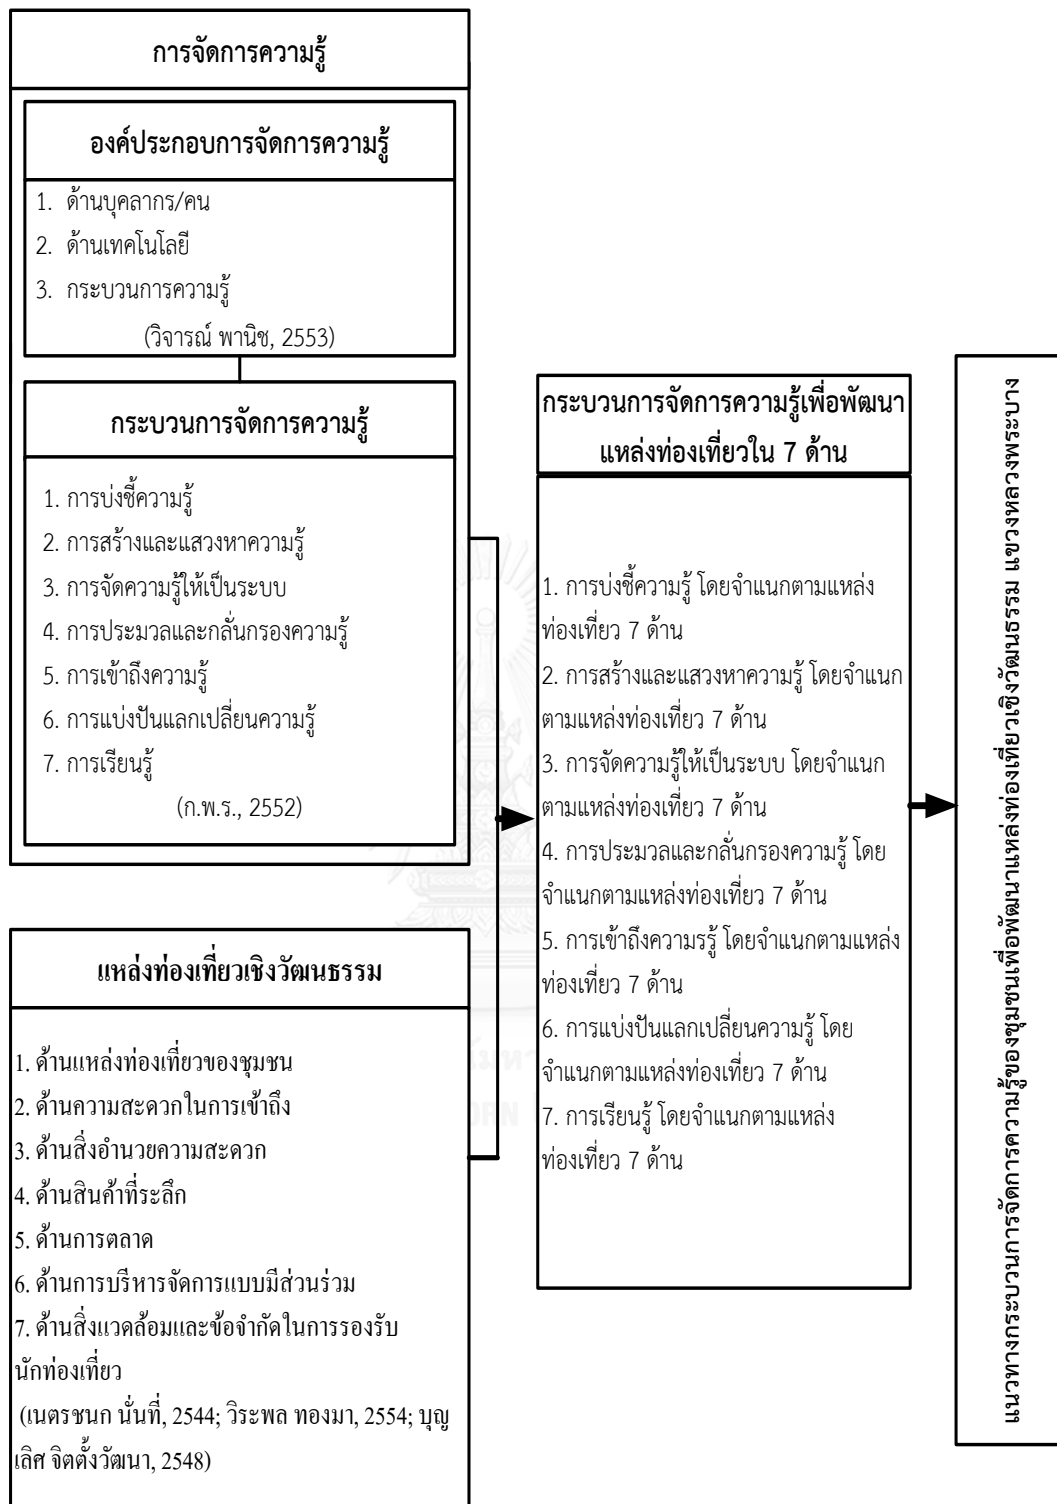 การจัดการความรู้
องค์ประกอบการจัดการความรู้
1. ด้านบุคลากร/คน
2. ด้านเทคโนโลยี
3. กระบวนการความรู้
(วิจารณ์ พานิช, 2553)
กระบวนการจัดการความรู้
1. การบ่งชี้ความรู้
2. การสร้างและแสวงหาความรู้
3. การจัดความรู้ให้เป็นระบบ
4. การประมวลและกลั่นกรองความรู้
5. การเข้าถึงความรู้
6. การแบ่งปันแลกเปลี่ยนความรู้
7. การเรียนรู้
(ก.พ.ร., 2552)
แหล่งท่องเที่ยวเชิงวัฒนธรรม
1. ด้านแหล่งท่องเที่ยวของชุมชน
2. ด้านความสะดวกในการเข้าถึง
3. ด้านสิ่งอำนวยความสะดวก
4. ด้านสินค้าที่ระลึก
5. ด้านการตลาด
6. ด้านการบริหารจัดการแบบมีส่วนร่วม
7. ด้านสิ่งแวดล้อมและข้อจำกัดในการรองรับ
นักท่องเที่ยว
(เนตรชนก นั่นที่, 2544; วิระพล ทองมา, 2554; บุญ
เลิศ จิตตั้งวัฒนา, 2548)
กระบวนการจัดการความรู้เพื่อพัฒนา
แหล่งท่องเที่ยวใน 7 ด้าน
1. การบ่งชี้ความรู้ โดยจำแนกตามแหล่ง
ท่องเที่ยว 7 ด้าน
2. การสร้างและแสวงหาความรู้ โดยจำแนก
ตามแหล่งท่องเที่ยว 7 ด้าน
3. การจัดความรู้ให้เป็นระบบ โดยจำแนก
ตามแหล่งท่องเที่ยว 7 ด้าน
4. การประมวลและกลั่นกรองความรู้ โดย
จำแนกตามแหล่งท่องเที่ยว 7 ด้าน
5. การเข้าถึงความรรู้ โดยจำแนกตามแหล่ง
ท่องเที่ยว 7 ด้าน
6. การแบ่งปันแลกเปลี่ยนความรู้ โดย
จำแนกตามแหล่งท่องเที่ยว 7 ด้าน
7. การเรียนรู้ โดยจำแนกตามแหล่ง
ท่องเที่ยว 7 ด้าน
แนวทางกระบวนการจัดการความรู้ของชุมชนเพื่อพัฒนาแหล่งท่องเที่ยวเชิงวัฒนธรรม แขวงหลวงพระบาง